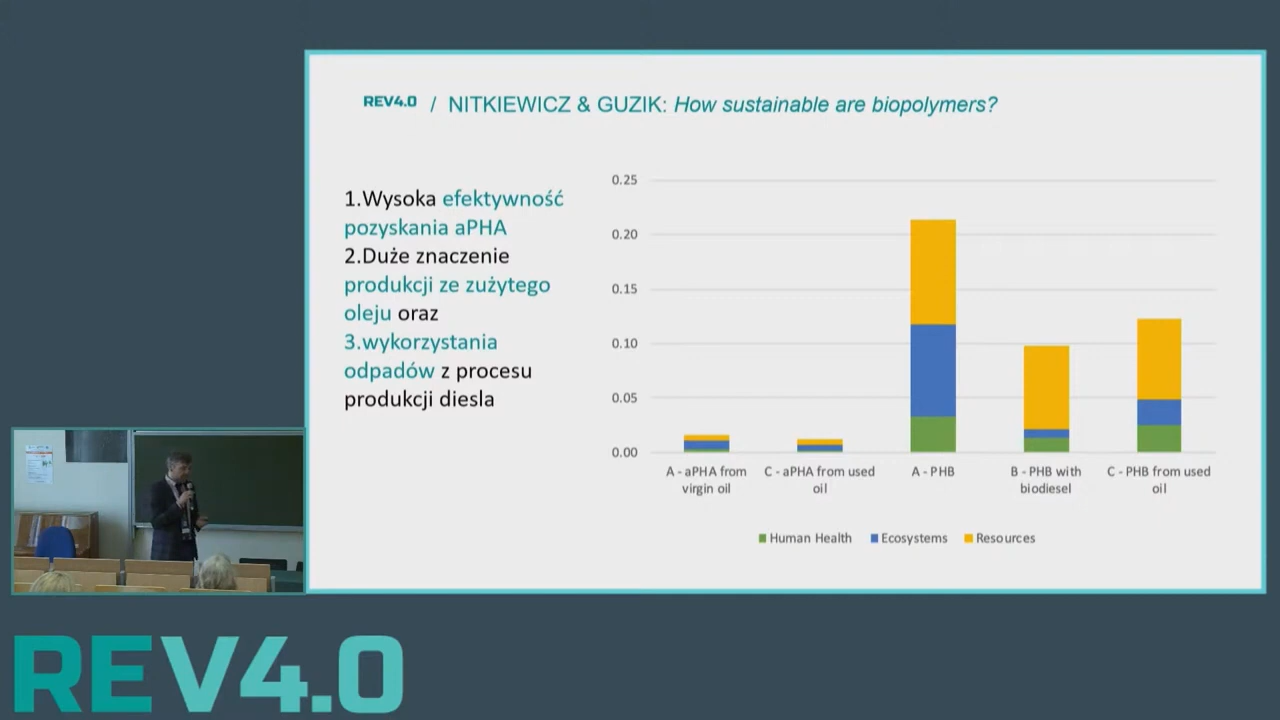 REV4.0 / NITKIEWICZ & GUZIK: How sustainable are biopolymers?
1.Wysoka efektywność
pozyskania aPHA
2.Duże znaczenie
produkcji ze zużytego
oleju oraz
3.wykorzystania
odpadów z procesu
produkcji diesla
0.25
0.20
0.15
0.10
0.05
0.00
A - aPHA from
virgin oil
C - aPHA from used
oil
A - PHB
B - PHB with
biodiesel
C - PHB from used
oil
Human Health
Ecosystems
Resources
REV4.0